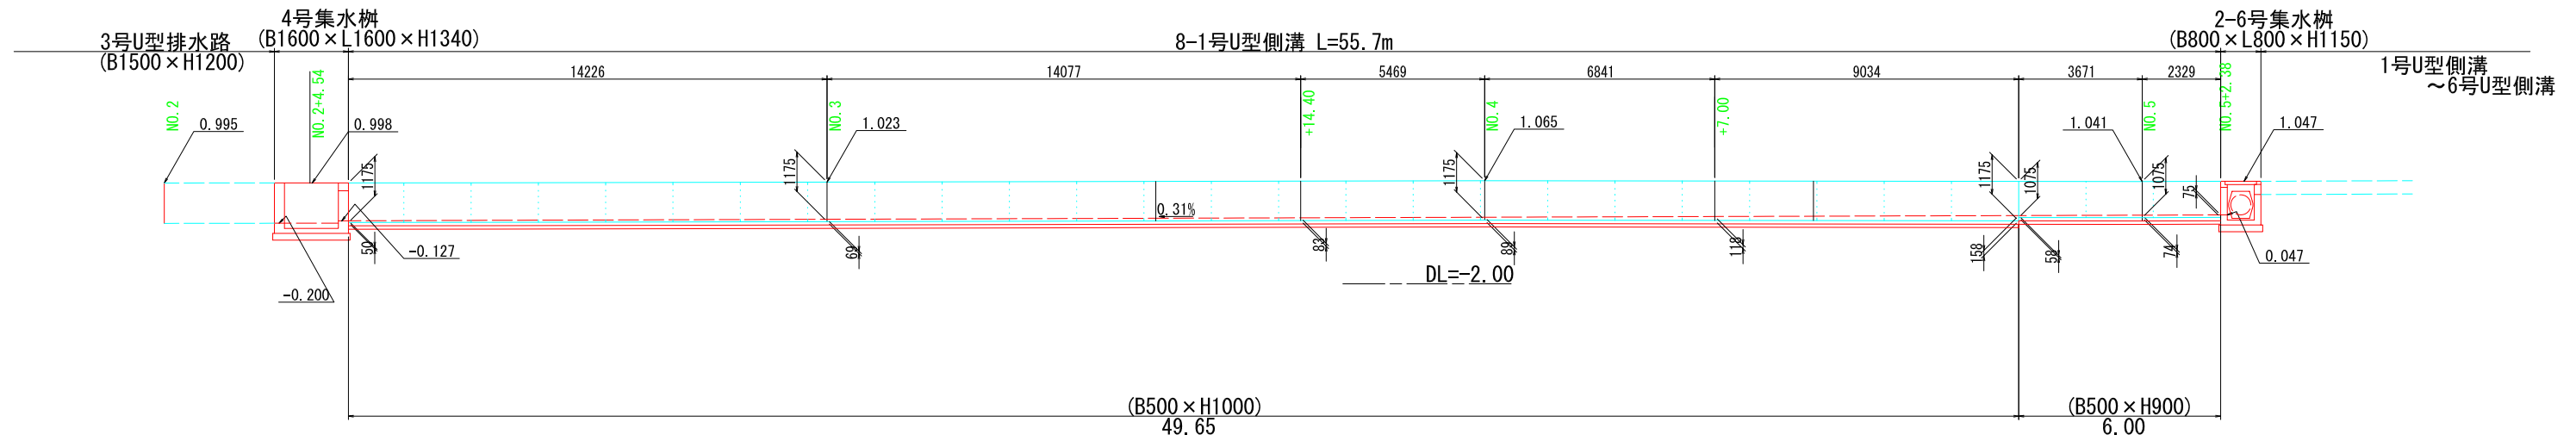 4号集水桝
(B1600×L1600×H1340)
3号U型排水路
(B1500×H1200)
8-1号U型側溝 L=55.7m
2-6号集水桝
(B800×L800×H1150)
1号U型側溝
～6号U型側溝
14226
14077
5469
6841
9034
3671
2329
NO.2
NO.2+4.54
NO.3
+14.40
NO.4
+7.00
NO.5
NO.5+2.38
0.995
0.998
1.023
1.065
1.041
1.047
1175
1175
1175
1175
1075
1075
75
0.31%
50
69
83
89
118
158
58
74
-0.127
-0.200
0.047
DL=-2.00
(B500×H1000)
49.65
(B500×H900)
6.00